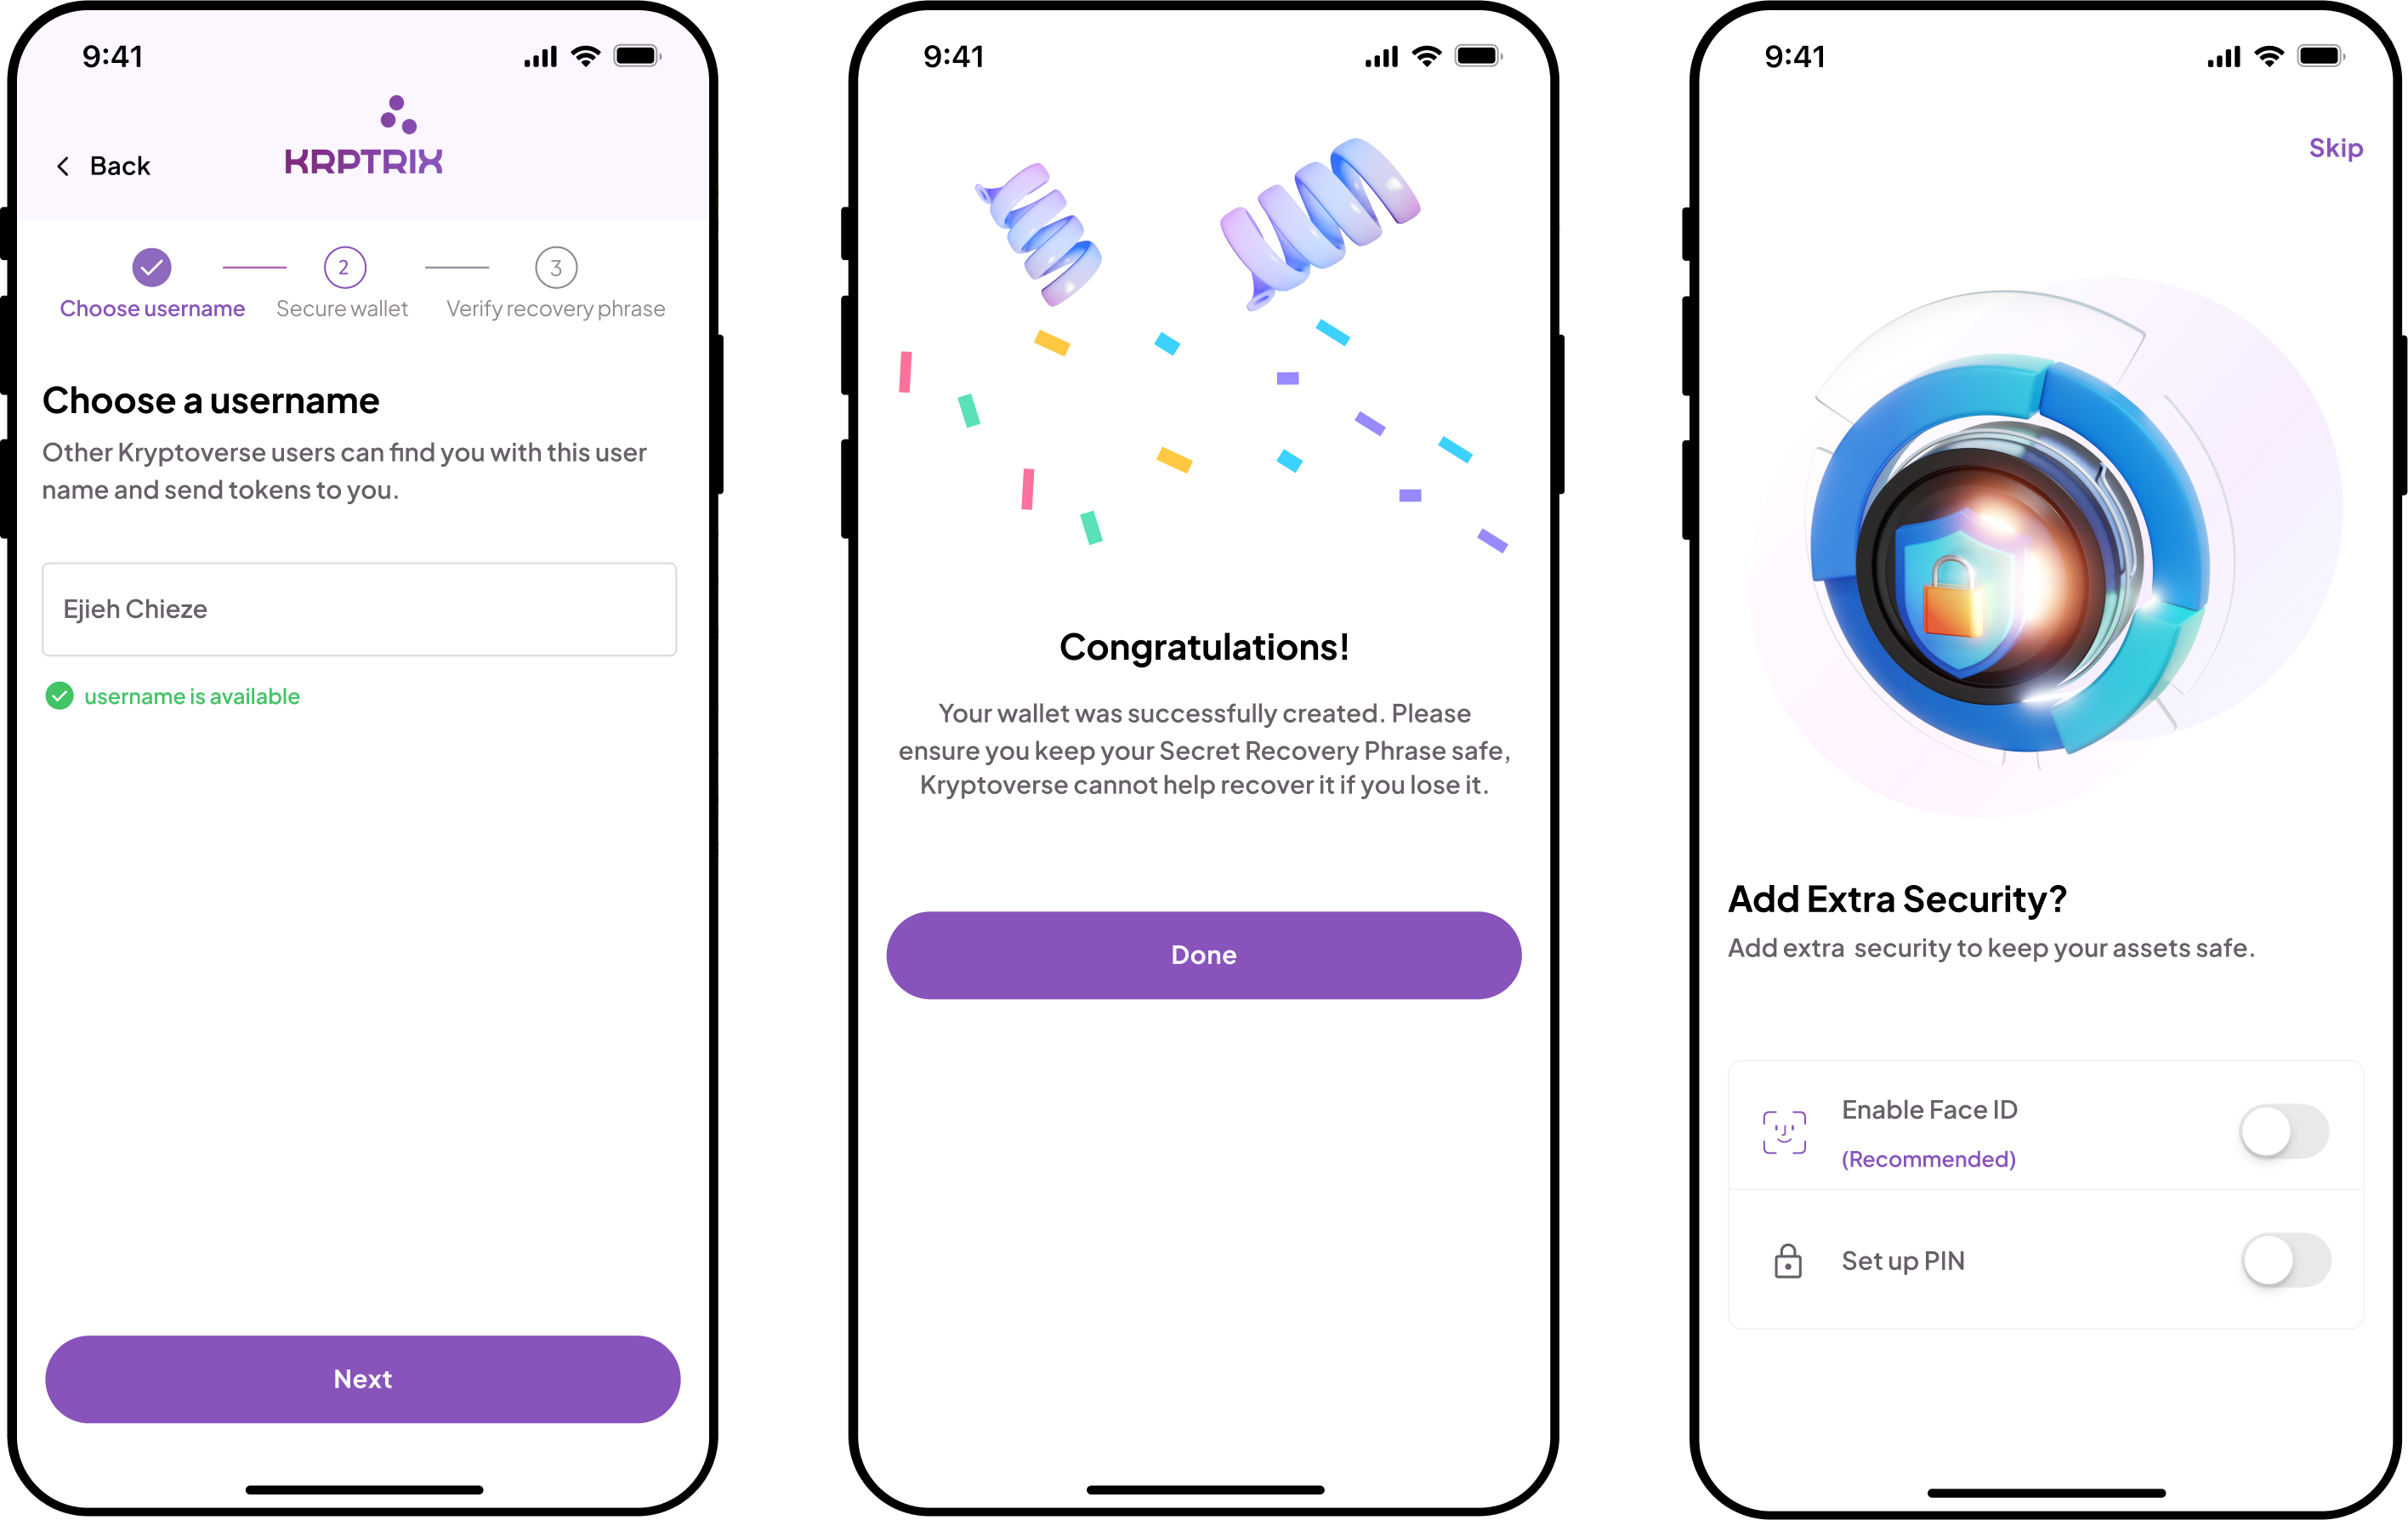 9:41
Back
KRPTRIX
2
3
Choose username
Secure wallet
Verify recovery phrase
Choose a username
Other Kryptoverse users can find you with this user
name and send tokens to you.
Ejieh Chieze
username is available
Next
9:41
Congratulations!
Your wallet was successfully created. Please
ensure you keep your Secret Recovery Phrase safe,
Kryptoverse cannot help recover it if you lose it.
Done
9:41
Skip
Add Extra Security?
Add extra  security to keep your assets safe.
Enable Face ID
(Recommended)
Set up PIN